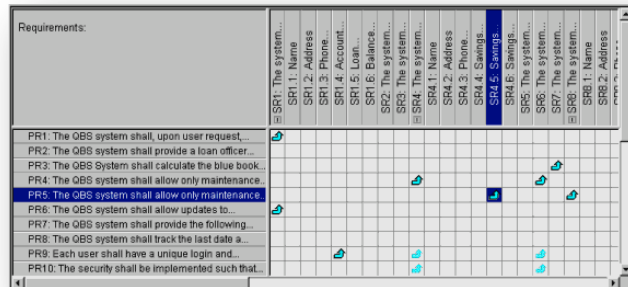 Requirements:
SR1: The system...
SR1.1: Name
SR1.2: Address
SR1.3: Phone...
SR1.4: Account...
SR1.5: Loan...
SR1.6: Balance...
SR2: The system...
SR3: The system...
SR4: The system...
SR4.1: Name
SR4.2: Address
SR4.3: Phone...
SR4.4: Savings...
SR4.5: Savings...
SR4.6: Savings...
SR5: The system...
SR6: The system...
SR7: The system...
SR8: The system...
SR8.1: Name
SR8.2: Address
PR1: The QBS system shall, upon user request,...
PR2: The QBS system shall provide a loan officer...
PR3: The QBS System shall calculate the blue book...
PR4: The QBS system shall allow only maintenance..
PR5: The QBS system shall allow only maintenance..
PR6: The QBS system shall allow updates to...
PR7: The QBS system shall provide the following...
PR8: The QBS system shall track the last date a...
PR9: Each user shall have a unique login and...
PR10: The security shall be implemented such that...